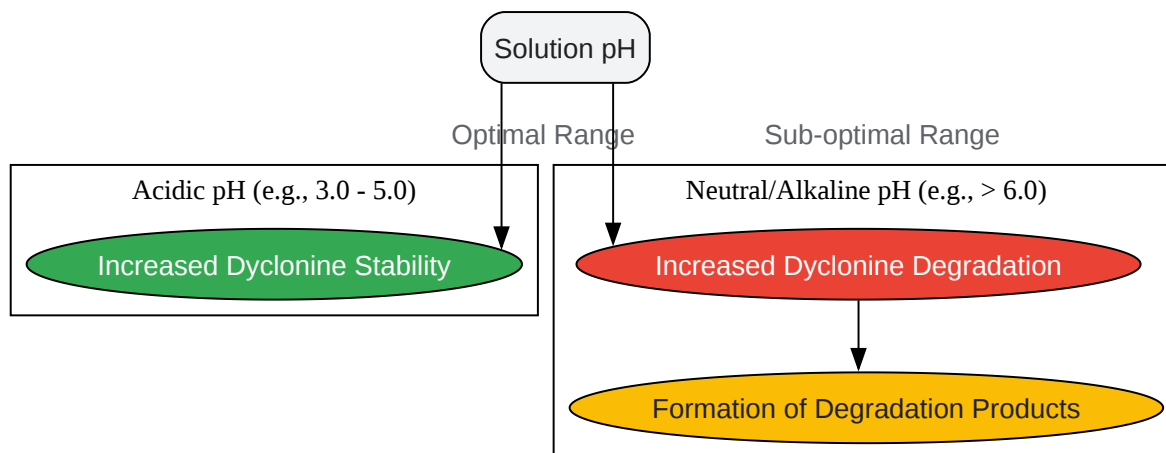 Solution pH
Optimal Range
Sub-optimal Range
Acidic pH (e.g., 3.0 - 5.0)
Neutral/Alkaline pH (e.g., > 6.0)
Increased Dyclonine Stability
Increased Dyclonine Degradation
Formation of Degradation Products